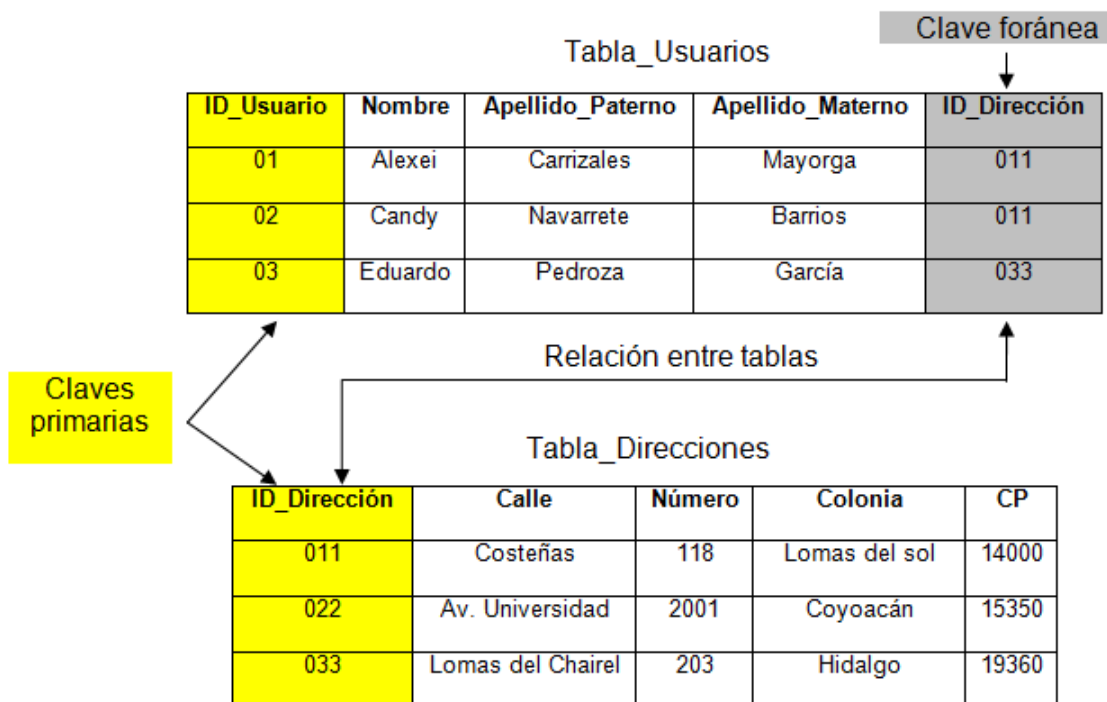 Clave foránea
Tabla_Usuarios
ID_Usuario Nombre Apellido_Paterno Apellido_Materno ID_Dirección
01 Alexei Carrizales Mayorga 011
02 Candy Navarrete Barrios 011
03 Eduardo Pedroza García 033
Relación entre tablas
Claves
primarias
Tabla_Direcciones
ID_Dirección Calle Número Colonia CP
011 Costeñas 118 Lomas del sol 14000
022 Av. Universidad 2001 Coyoacán 15350
033 Lomas del Chairel 203 Hidalgo 19360